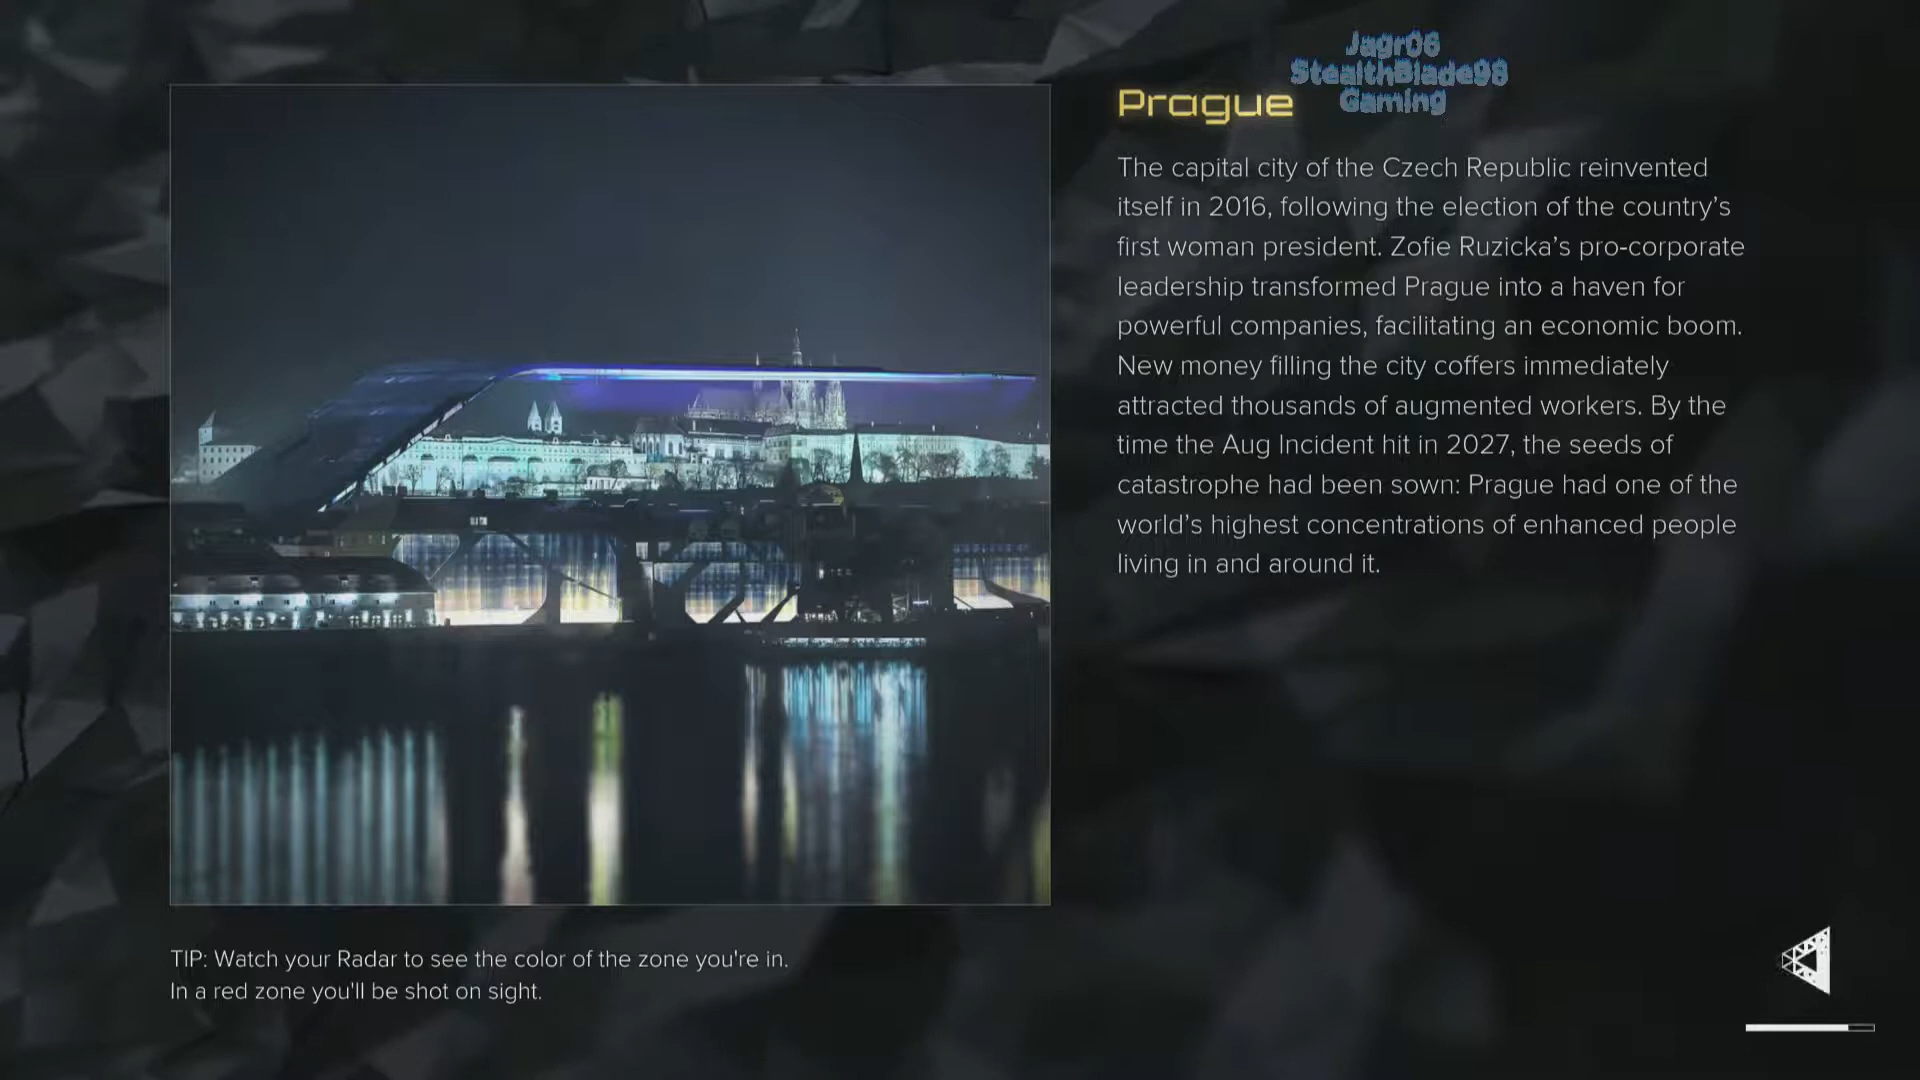 Jagr06
StealthBlade98
Gaming
Prague
The capital city of the Czech Republic reinvented
itself in 2016, following the election of the country’s
first woman president. Zofie Ruzicka’s pro-corporate
leadership transformed Prague into a haven for
powerful companies, facilitating an economic boom.
New money filling the city coffers immediately
attracted thousands of augmented workers. By the
time the Aug Incident hit in 2027, the seeds of
catastrophe had been sown: Prague had one of the
world’s highest concentrations of enhanced people
living in and around it.
TIP: Watch your Radar to see the color of the zone you're in.
In a red zone you'll be shot on sight.